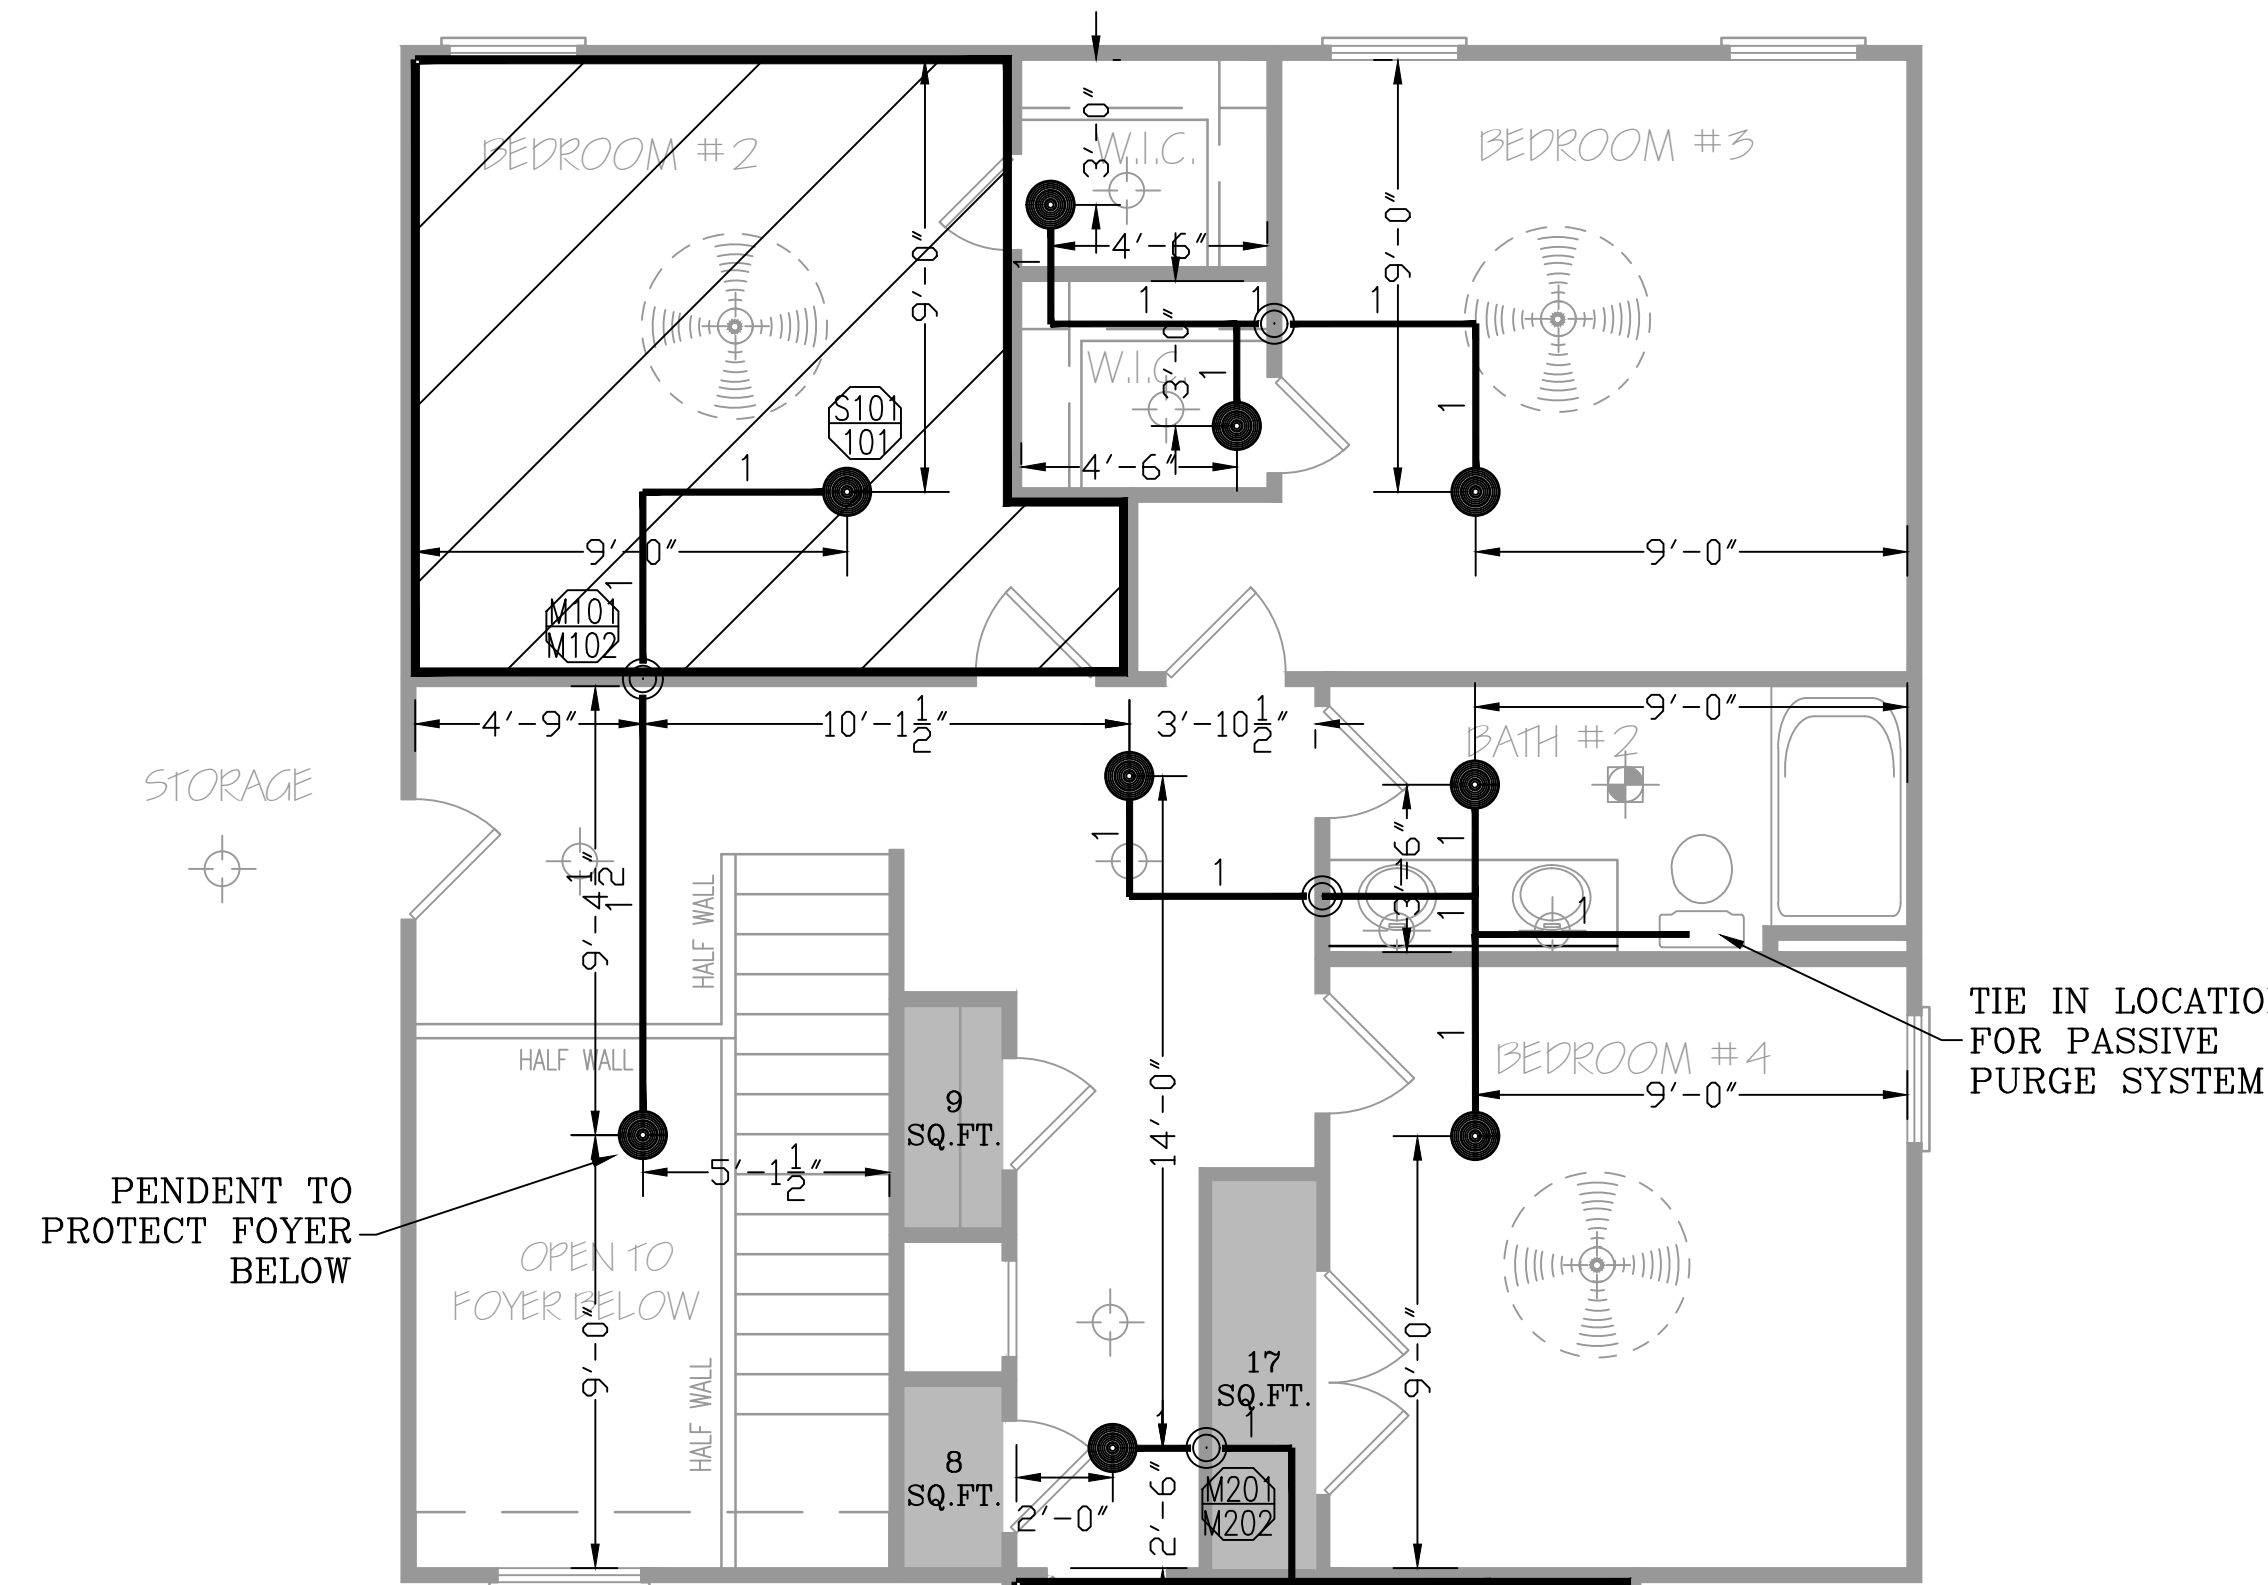 3'-0"
BEDROOM #2
W.I.C.
BEDROOM #3
9'-0"
9'-0"
4'-6"
1
1
1
1
3'-0"
W.I.C.
1
1
S101
101
4'-6"
1
9'-0"
9'-0"
1
M101
M102
4'-9"
10'-1 1/2"
3'-10 1/2"
9'-0"
BATH #2
STORAGE
1
1
3'-6"
1
1
9'-4 1/2"
1
1
1
HALF WALL
TIE IN LOCATIO
FOR PASSIVE
PURGE SYSTEM
1
BEDROOM #4
HALF WALL
9'-0"
9
SQ.FT.
14'-0"
5'-1 1/2"
PENDENT TO
PROTECT FOYER
BELOW
OPEN TO
FOYER BELOW
9'-0"
9'-0"
17
SQ.FT.
HALF WALL
1
1
8
SQ.FT.
2'-0"
2'-6"
M201
M202